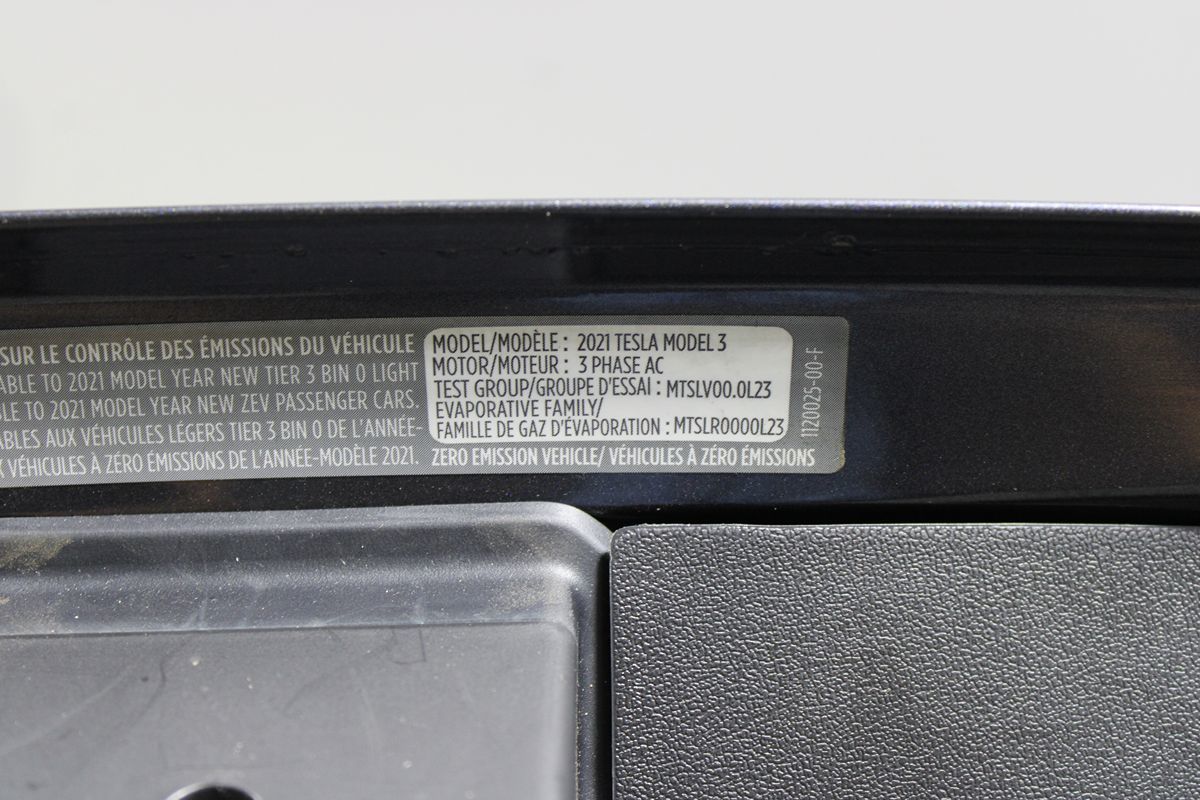 SUR LE CONTRÔLE DES ÉMISSIONS DU VÉHICULE
TO 2021 MODEL YEAR NEW TIER 3 BIN 0 LIGHT
TO 2021 MODEL YEAR NEW ZEV PASSENGER CARS.
AUX VÉHICULES LÉGERS TIER 3 BIN 0 DE L'ANNÉE-
VÉHICULES À ZÉRO ÉMISSIONS DE L'ANNÉE-MODÈLE 2021.
MODEL/MODÈLE : 2021 TESLA MODEL 3
MOTOR/MOTEUR : 3 PHASE AC
TEST GROUP/GROUPE D'ESSAI : MTSLV00.0L23
EVAPORATIVE FAMILY/
FAMILLE DE GAZ D'ÉVAPORATION : MTSLR0000L23
ZERO EMISSION VEHICLE/ VÉHICULES À ZÉRO ÉMISSIONS
1120025-00-F